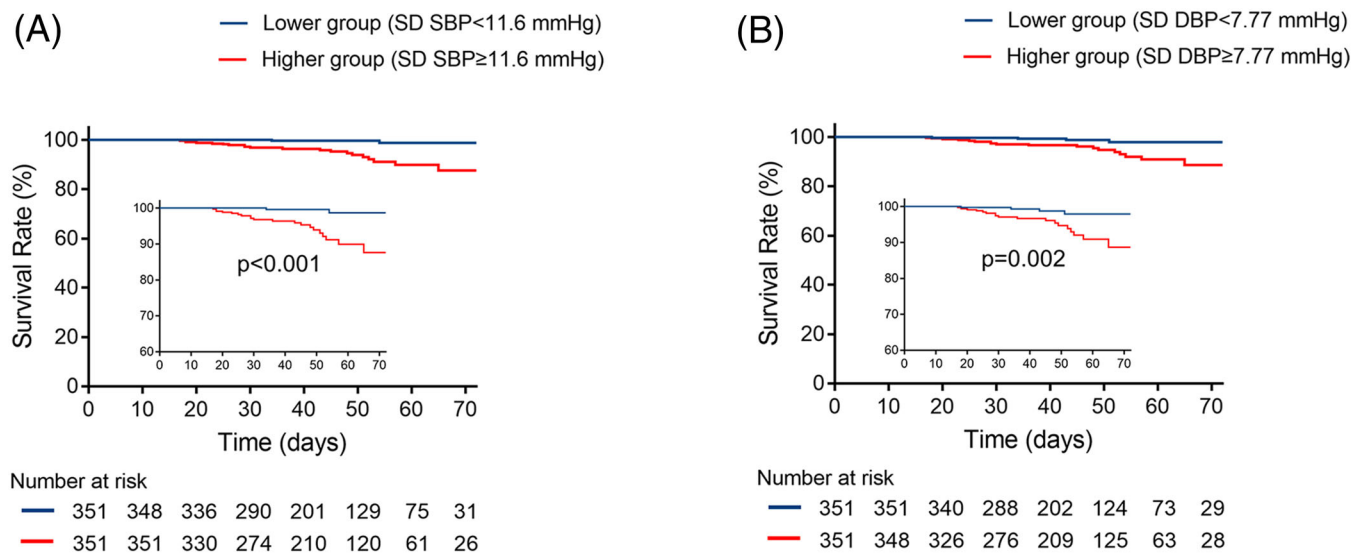 (A)
Lower group (SD SBP<11.6 mmHg)
Higher group (SD SBP≥11.6 mmHg)
Survival Rate (%)
100
80
60
40
20
0
0 10 20 30 40 50 60 70
Time (days)
100
90
80
70
60
0 10 20 30 40 50 60 70
p<0.001
Number at risk
351 348 336 290 201 129 75 31
351 351 330 274 210 120 61 26
(B)
Lower group (SD DBP<7.77 mmHg)
Higher group (SD DBP≥7.77 mmHg)
Survival Rate (%)
100
80
60
40
20
0
0 10 20 30 40 50 60 70
Time (days)
100
90
80
70
60
0 10 20 30 40 50 60 70
p=0.002
Number at risk
351 351 340 288 202 124 73 29
351 348 326 276 209 125 63 28